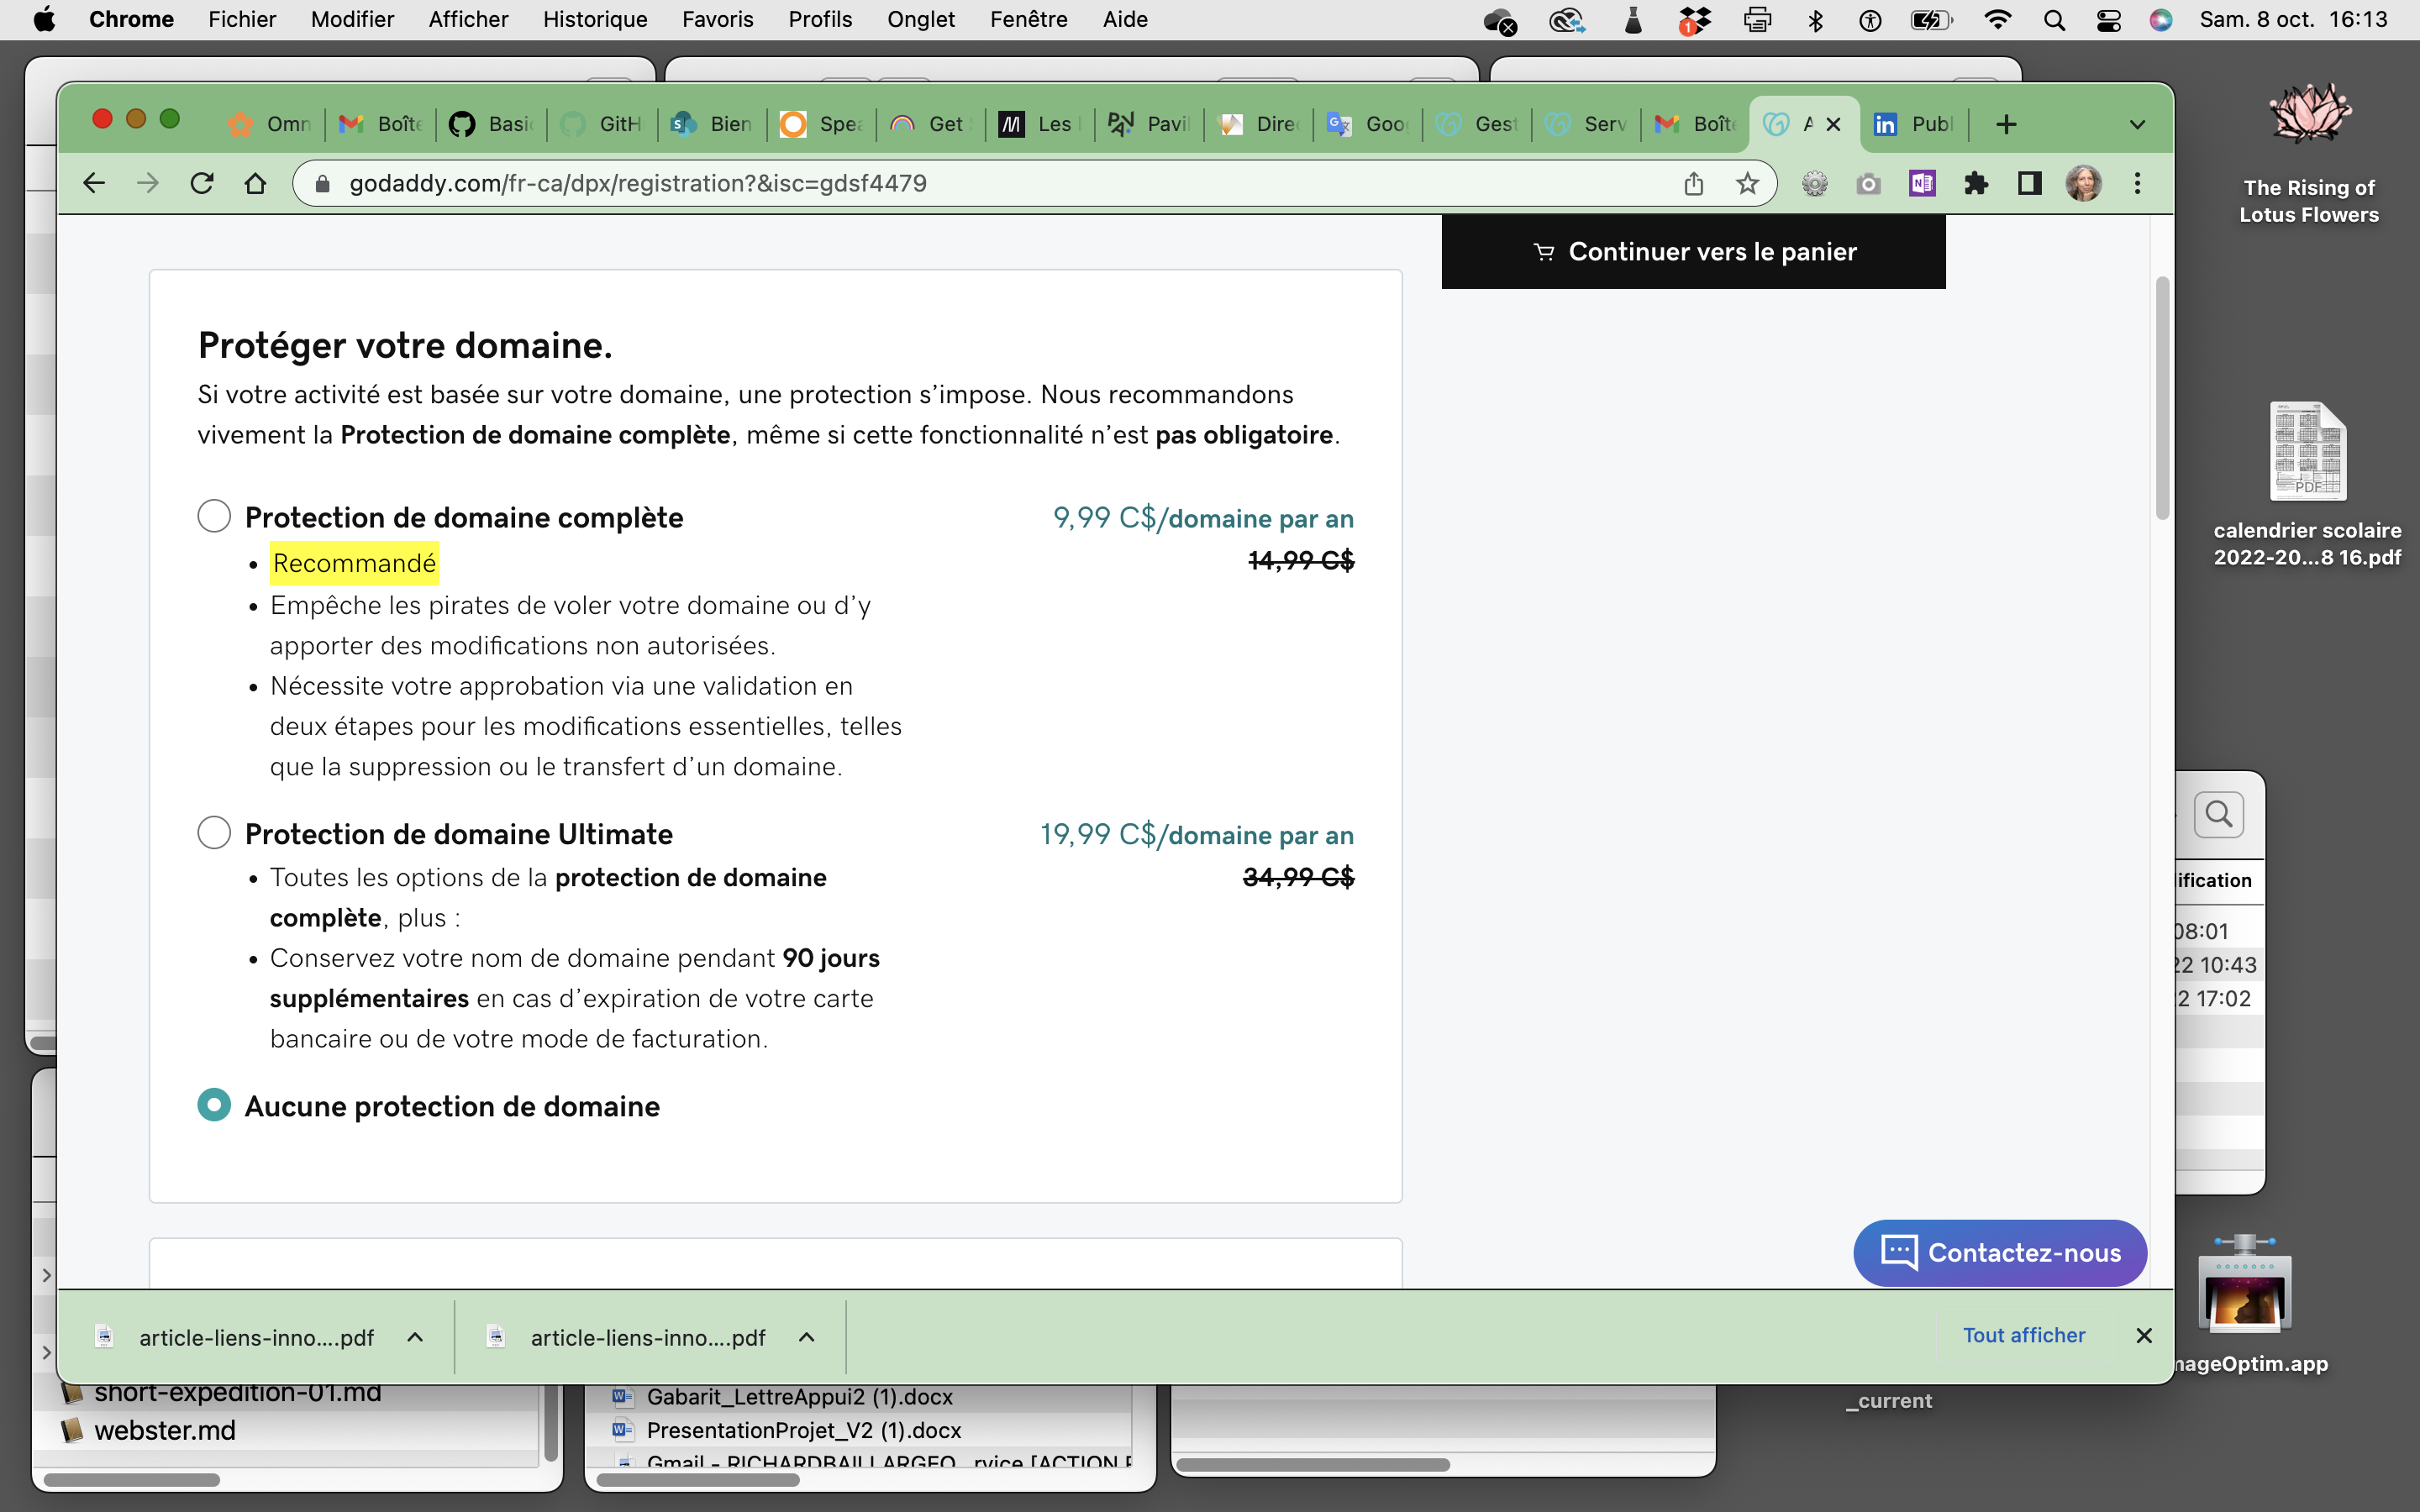 Chrome Fichier Modifier Afficher Historique Favoris Profils Onglet Fenêtre Aide
1
Sam. 8 oct. 16:13
Omn Boîte Basi GitH Bien Spea Get Les Pavil Dire Goo Gest Serv Boîte A Publ
godaddy.com/fr-ca/dpx/registration?&isc=gdsf4479
Continuer vers le panier
Protéger votre domaine.
Si votre activité est basée sur votre domaine, une protection s’impose. Nous recommandons
vivement la Protection de domaine complète, même si cette fonctionnalité n’est pas obligatoire.
Protection de domaine complète 9,99 C$/domaine par an
Recommandé 14,99 C$
Empêche les pirates de voler votre domaine ou d’y
apporter des modifications non autorisées.
Nécessite votre approbation via une validation en
deux étapes pour les modifications essentielles, telles
que la suppression ou le transfert d’un domaine.
Protection de domaine Ultimate 19,99 C$/domaine par an
Toutes les options de la protection de domaine 34,99 C$
complète, plus :
Conservez votre nom de domaine pendant 90 jours
supplémentaires en cas d’expiration de votre carte
bancaire ou de votre mode de facturation.
Aucune protection de domaine
Contactez-nous
article-liens-inno....pdf
article-liens-inno....pdf
Tout afficher
The Rising of
Lotus Flowers
PDF
calendrier scolaire
2022-20...8 16.pdf
ification
08:01
22 10:43
2 17:02
mageOptim.app
_current
short-expedition-01.md
webster.md
Gabarit_LettreAppui2 (1).docx
PresentationProjet_V2 (1).docx
Gmail - RICHARDBAILLARGEO...rvice [ACTION